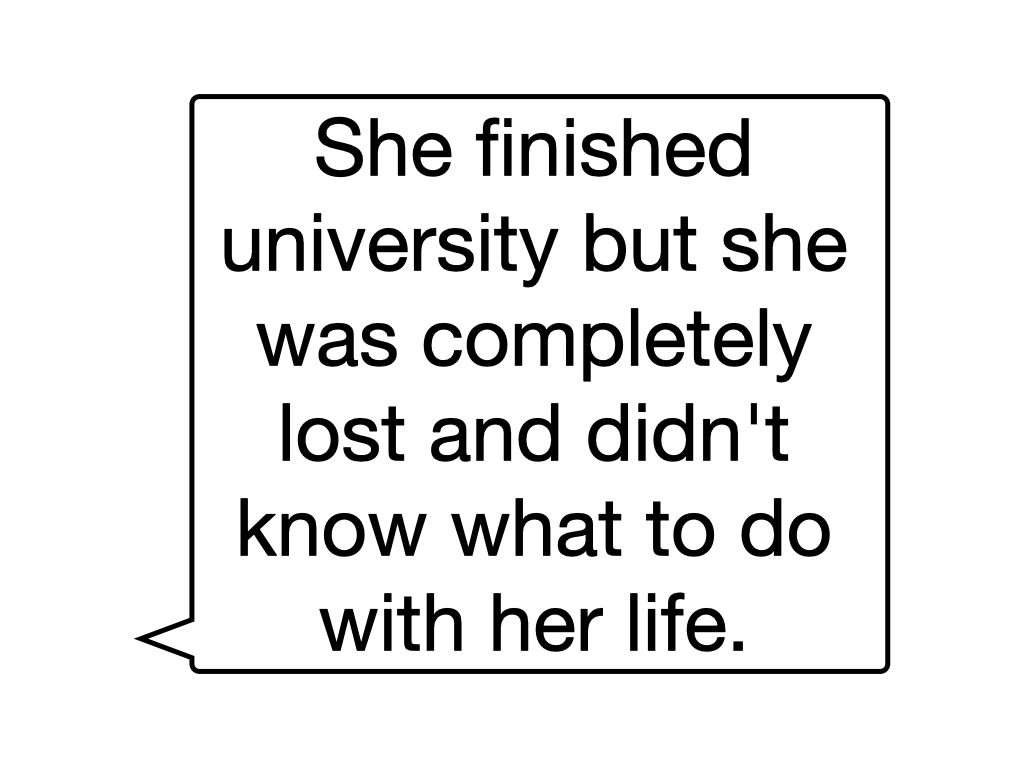 She finished
university but she
was completely
lost and didn't
know what to do
with her life.